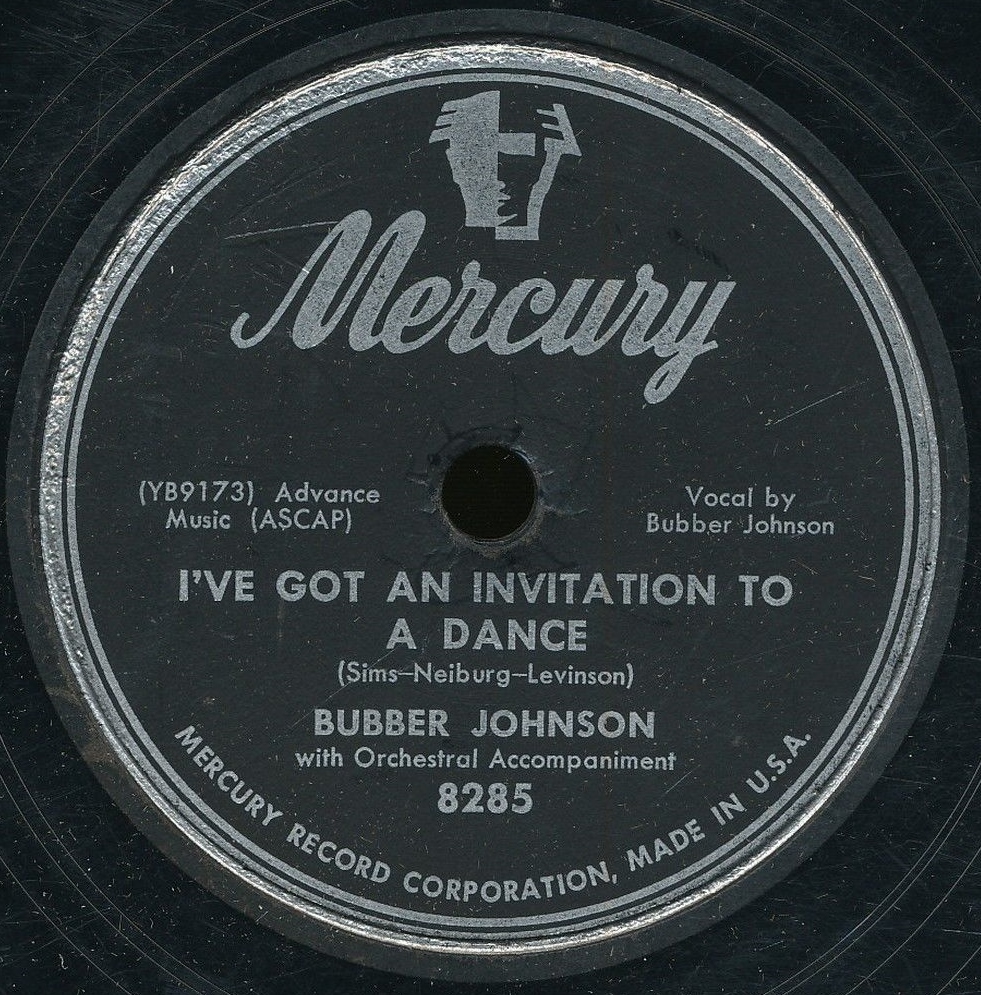 Mercury
(YB9173) Advance
Music (ASCAP)
Vocal by
Bubber Johnson
I'VE GOT AN INVITATION TO
A DANCE
(Sims—Neiburg—Levinson)
BUBBER JOHNSON
with Orchestral Accompaniment
8285
MERCURY RECORD CORPORATION, MADE IN U.S.A.